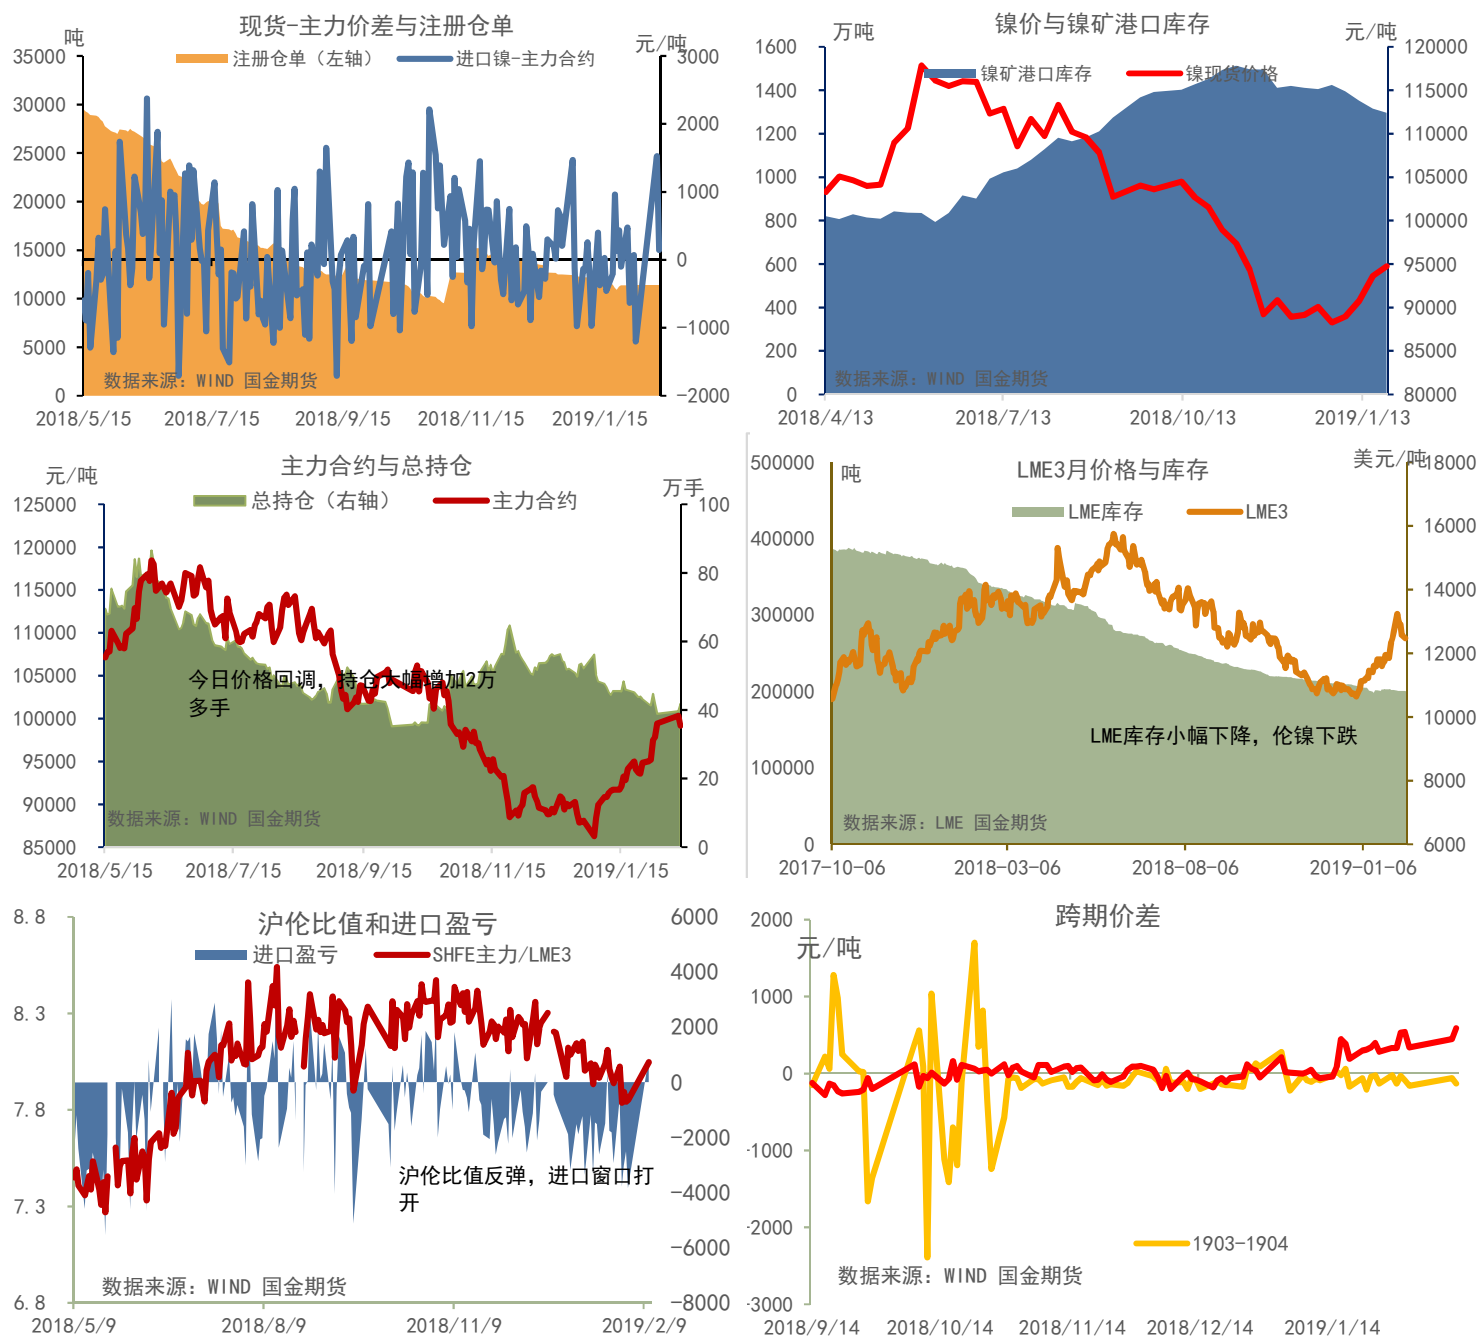 现货-主力价差与注册仓单
吨
元/吨
注册仓单（左轴）
进口镍-主力合约
35000
30000
25000
20000
15000
10000
5000
0
3000
2000
1000
0
-1000
-2000
数据来源：WIND 国金期货
2018/5/15
2018/7/15
2018/9/15
2018/11/15
2019/1/15
镍价与镍矿港口库存
万吨
元/吨
镍矿港口库存
镍现货价格
1600
1400
1200
1000
800
600
400
200
0
120000
115000
110000
105000
100000
95000
90000
85000
80000
数据来源：WIND 国金期货
2018/4/13
2018/7/13
2018/10/13
2019/1/13
主力合约与总持仓
元/吨
万手
总持仓（右轴）
主力合约
125000
120000
115000
110000
105000
100000
95000
90000
85000
100
80
60
40
20
0
今日价格回调，持仓大幅增加2万
多手
数据来源：WIND 国金期货
2018/5/15
2018/7/15
2018/9/15
2018/11/15
2019/1/15
LME3月价格与库存
吨
美元/吨
LME库存
LME3
500000
400000
300000
200000
100000
0
18000
16000
14000
12000
10000
8000
6000
LME库存小幅下降，伦镍下跌
数据来源：LME 国金期货
2017-10-06
2018-03-06
2018-08-06
2019-01-06
沪伦比值和进口盈亏
进口盈亏
SHFE主力/LME3
8.8
8.3
7.8
7.3
6.8
6000
4000
2000
0
-2000
-4000
-6000
-8000
沪伦比值反弹，进口窗口打
开
数据来源：WIND 国金期货
2018/5/9
2018/8/9
2018/11/9
2019/2/9
跨期价差
元/吨
2000
1000
0
-1000
-2000
-3000
1903-1904
数据来源：WIND 国金期货
2018/9/14
2018/10/14
2018/11/14
2018/12/14
2019/1/14